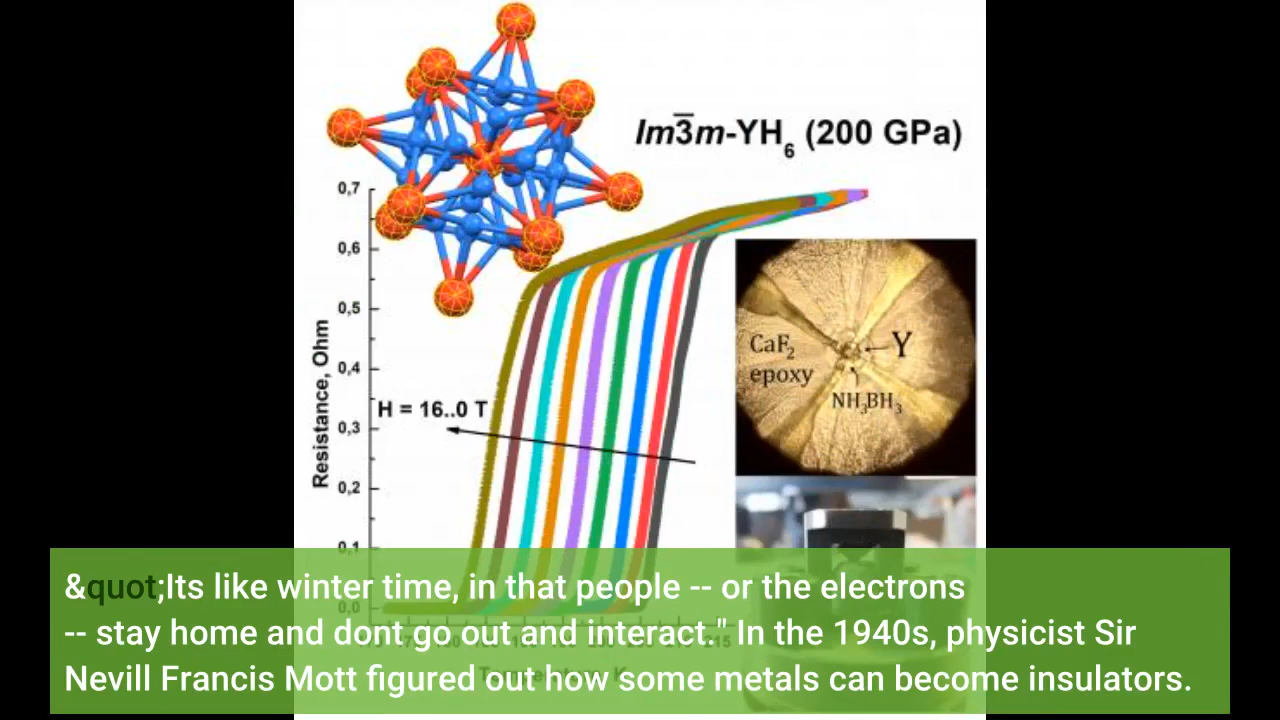 Im3̅m-YH6 (200 GPa)
0,7
0,6
0,5
0,4
0,3
0,2
0,1
0,0
Resistance, Ohm
H = 16..0 T
CaF2
epoxy
Y
NH3BH3
215
&quot;Its like winter time, in that people -- or the electrons
-- stay home and dont go out and interact." In the 1940s, physicist Sir
Nevill Francis Mott figured out how some metals can become insulators.